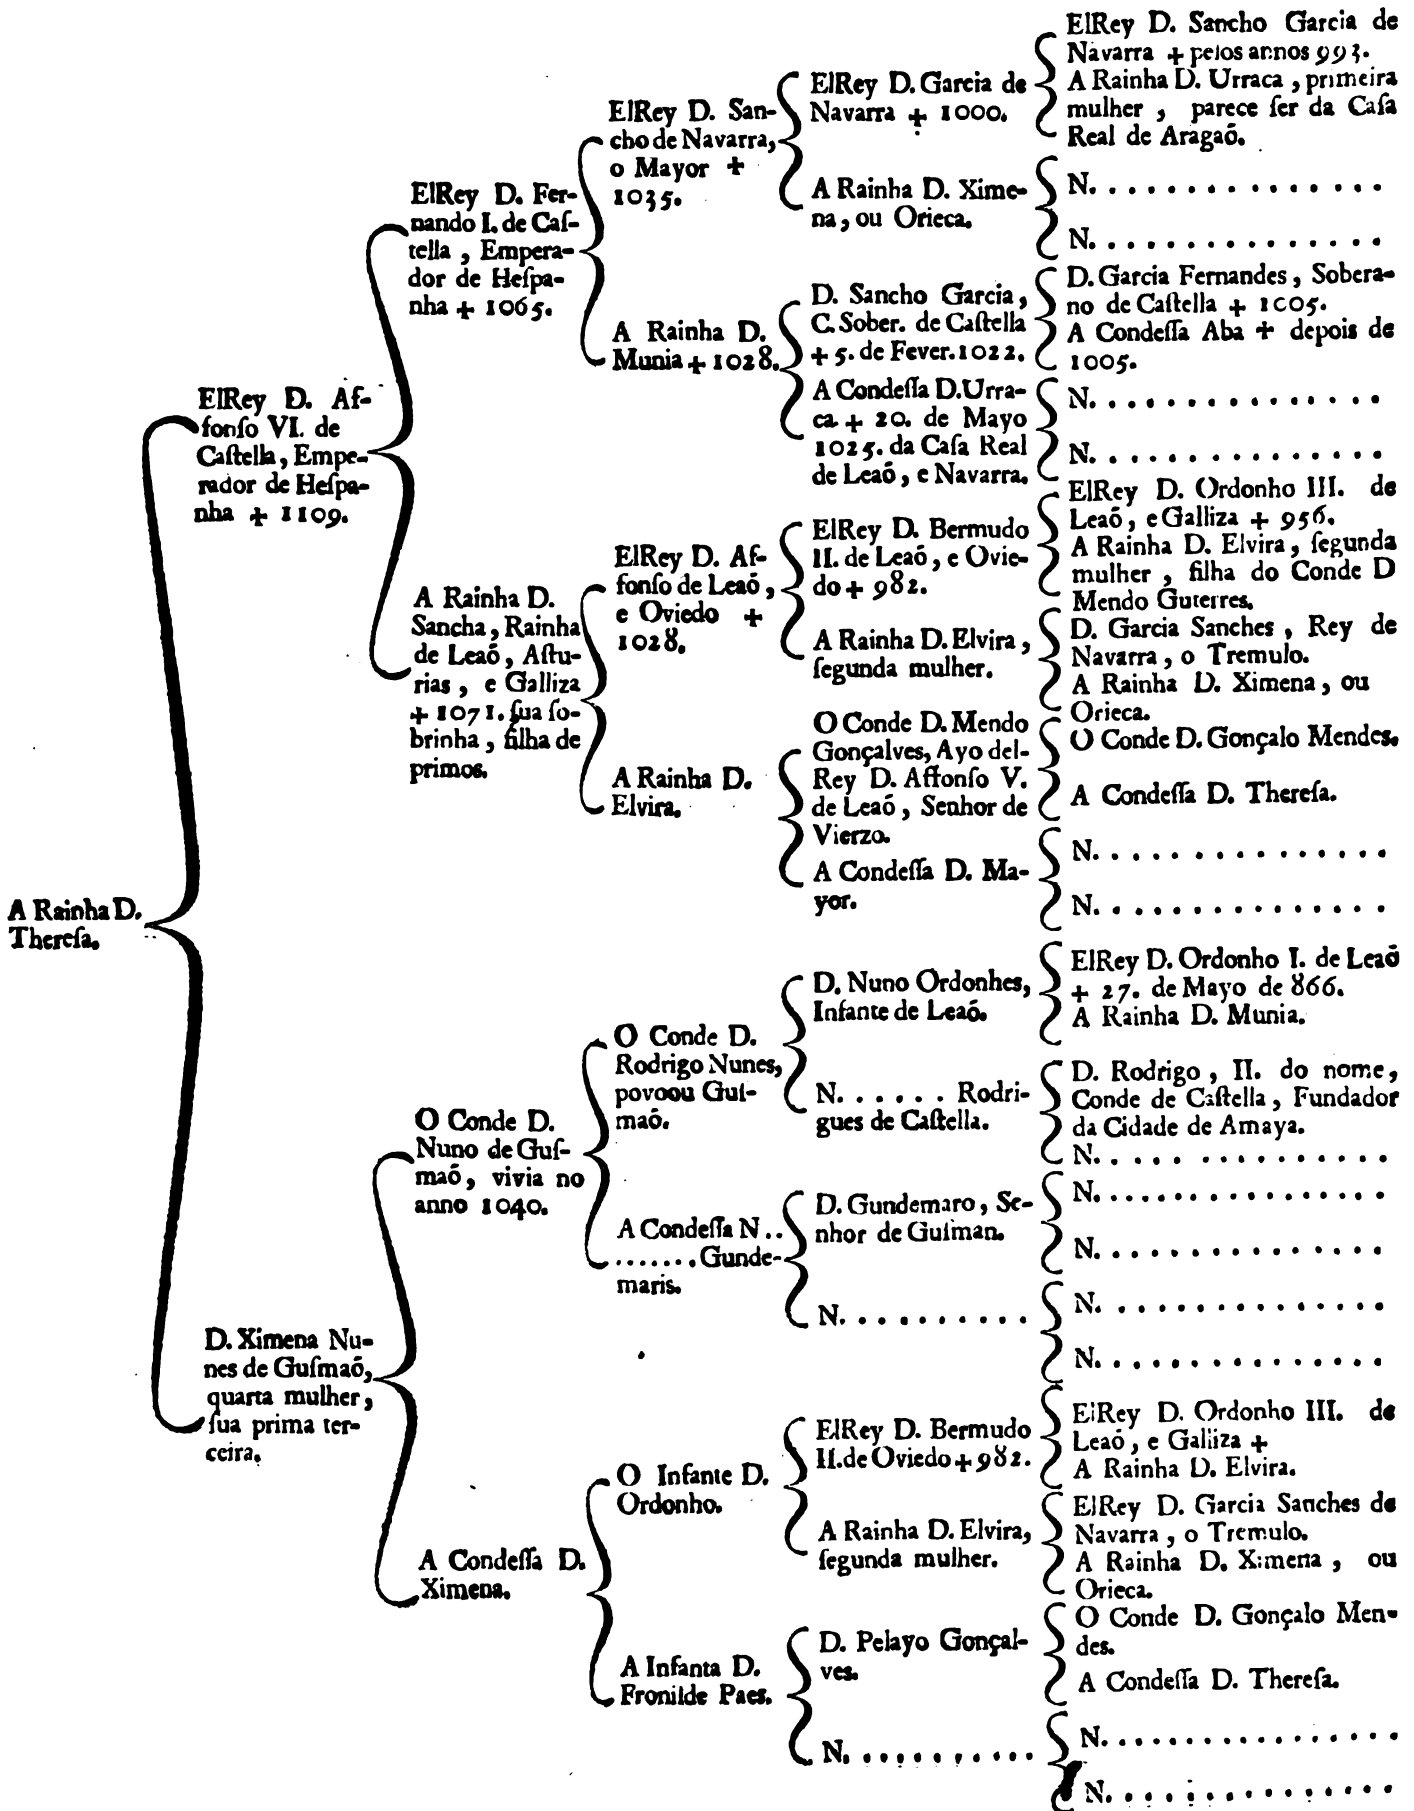 A Rainha D.
Theresa.
ElRey D. Af-
fonſo VI. de
Caſtella, Empe-
rador de Heſpa-
nha + 1109.
D. Ximena Nu-
nes de Guſmaõ,
quarta mulher,
ſua prima ter-
ceira.
ElRey D. Fer-
nando I. de Caſ-
tella, Empera-
dor de Heſpa-
nha + 1065.
A Rainha D.
Sancha, Rainha
de Leaõ, Aſtu-
rias, e Galliza
+ 1071. ſua ſo-
brinha, filha de
primos.
O Conde D.
Nuno de Guſ-
maõ, vivia no
anno 1040.
A Condeſſa D.
Ximena.
ElRey D. San-
cho de Navarra,
o Mayor +
1035.
A Rainha D.
Munia + 1028.
ElRey D. Af-
fonſo de Leaõ,
e Oviedo +
1028.
A Rainha D.
Elvira.
O Conde D.
Rodrigo Nunes,
povoou Guſ-
maõ.
A Condeſſa N..
....... Gunde-
maris.
O Infante D.
Ordonho.
A Infanta D.
Fronilde Paes.
ElRey D. Garcia de
Navarra + 1000.
A Rainha D. Xime-
na, ou Orieca.
D. Sancho Garcia,
C. Sober. de Caſtella
+ 5. de Fever. 1022.
A Condeſſa D. Urra-
ca + 20. de Mayo
1025. da Caſa Real
de Leaõ, e Navarra.
ElRey D. Bermudo
II. de Leaõ, e Ovie-
do + 982.
A Rainha D. Elvira,
ſegunda mulher.
O Conde D. Mendo
Gonçalves, Ayo del-
Rey D. Affonſo V.
de Leaõ, Senhor de
Vierzo.
A Condeſſa D. Ma-
yor.
D. Nuno Ordonhes,
Infante de Leaõ.
N. . . . . . . Rodri-
gues de Caſtella.
D. Gundemaro, Se-
nhor de Guſman.
N. . . . . . . . . . .
ElRey D. Bermudo
II. de Oviedo + 982.
A Rainha D. Elvira,
ſegunda mulher.
D. Pelayo Gonçal-
ves.
N. . . . . . . . . . .
ElRey D. Sancho Garcia de
Navarra + pelos annos 993.
A Rainha D. Urraca, primeira
mulher, parece ſer da Caſa
Real de Aragaõ.
N. . . . . . . . . . . . . . .
N. . . . . . . . . . . . . . .
D. Garcia Fernandes, Sobera-
no de Caſtella + 1005.
A Condeſſa Aba + depois de
1005.
N. . . . . . . . . . . . . . .
N. . . . . . . . . . . . . . .
ElRey D. Ordonho III. de
Leaõ, e Galliza + 956.
A Rainha D. Elvira, ſegunda
mulher, filha do Conde D
Mendo Guterres.
D. Garcia Sanches, Rey de
Navarra, o Tremulo.
A Rainha D. Ximena, ou
Orieca.
O Conde D. Gonçalo Mendes.
A Condeſſa D. Thereſa.
N. . . . . . . . . . . . . . .
N. . . . . . . . . . . . . . .
ElRey D. Ordonho I. de Leaõ
+ 27. de Mayo de 866.
A Rainha D. Munia.
D. Rodrigo, II. do nome,
Conde de Caſtella, Fundador
da Cidade de Amaya.
N. . . . . . . . . . . . . . .
N. . . . . . . . . . . . . . .
N. . . . . . . . . . . . . . .
N. . . . . . . . . . . . . . .
N. . . . . . . . . . . . . . .
ElRey D. Ordonho III. de
Leaõ, e Galliza +
A Rainha D. Elvira.
ElRey D. Garcia Sanches de
Navarra, o Tremulo.
A Rainha D. Ximena, ou
Orieca.
O Conde D. Gonçalo Men-
des.
A Condeſſa D. Thereſa.
N. . . . . . . . . . . . . . .
N. . . . . . . . . . . . . . .